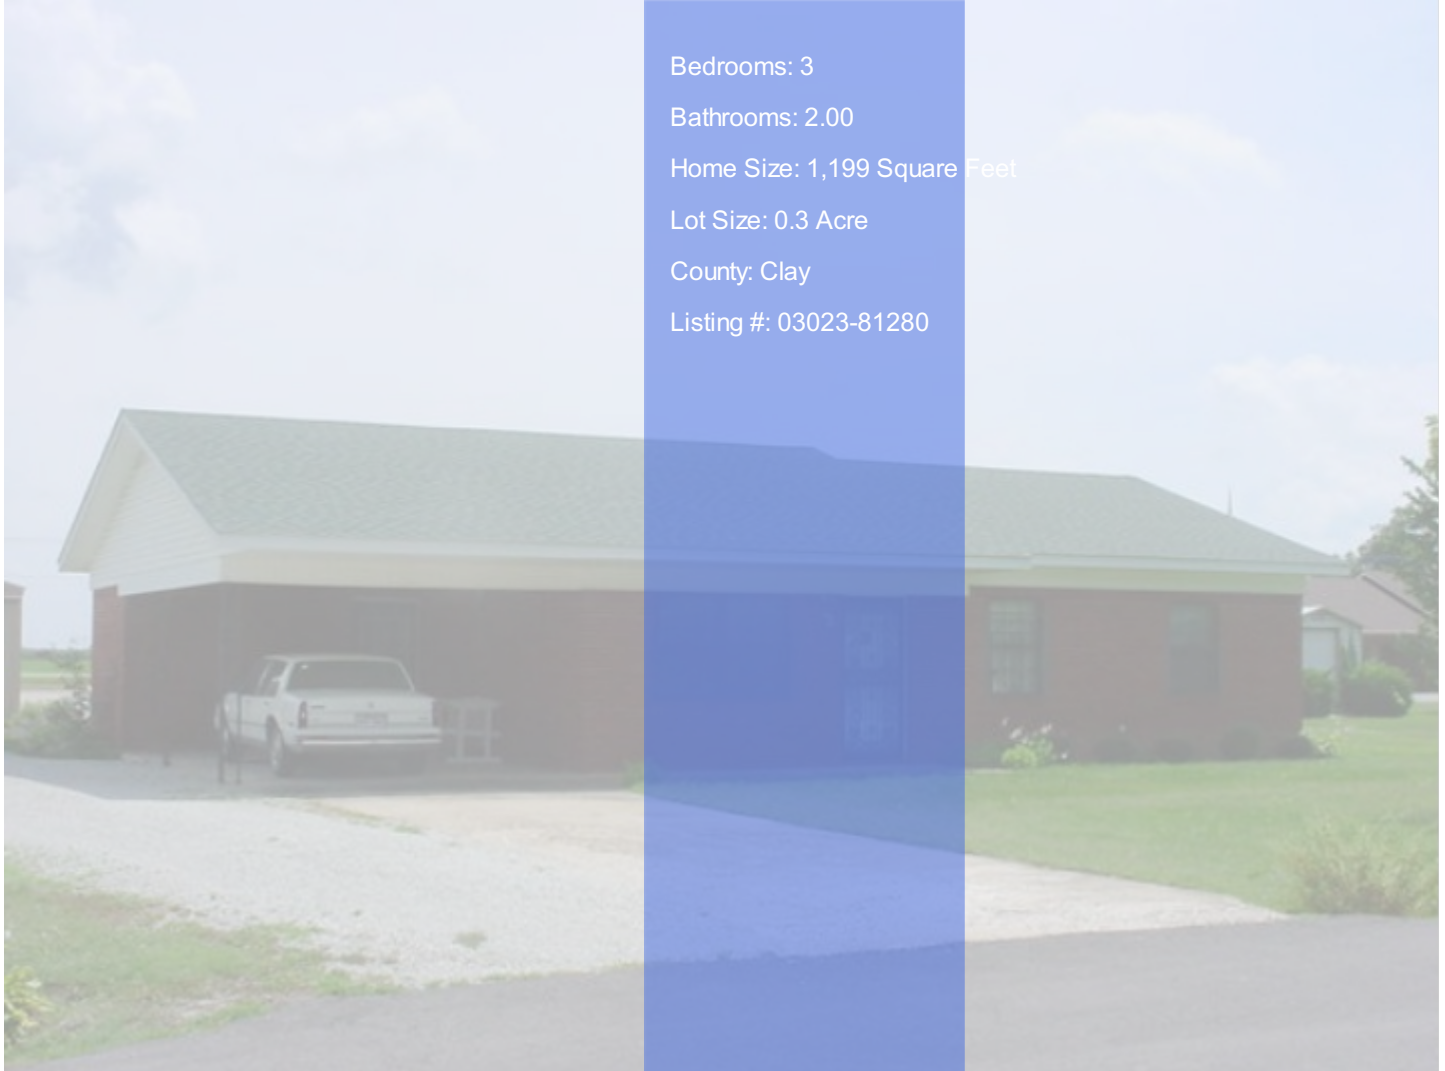 Bedrooms: 3
Bathrooms: 2.00
Home Size: 1,199 Square Feet
Lot Size: 0.3 Acre
County: Clay
Listing #: 03023-81280